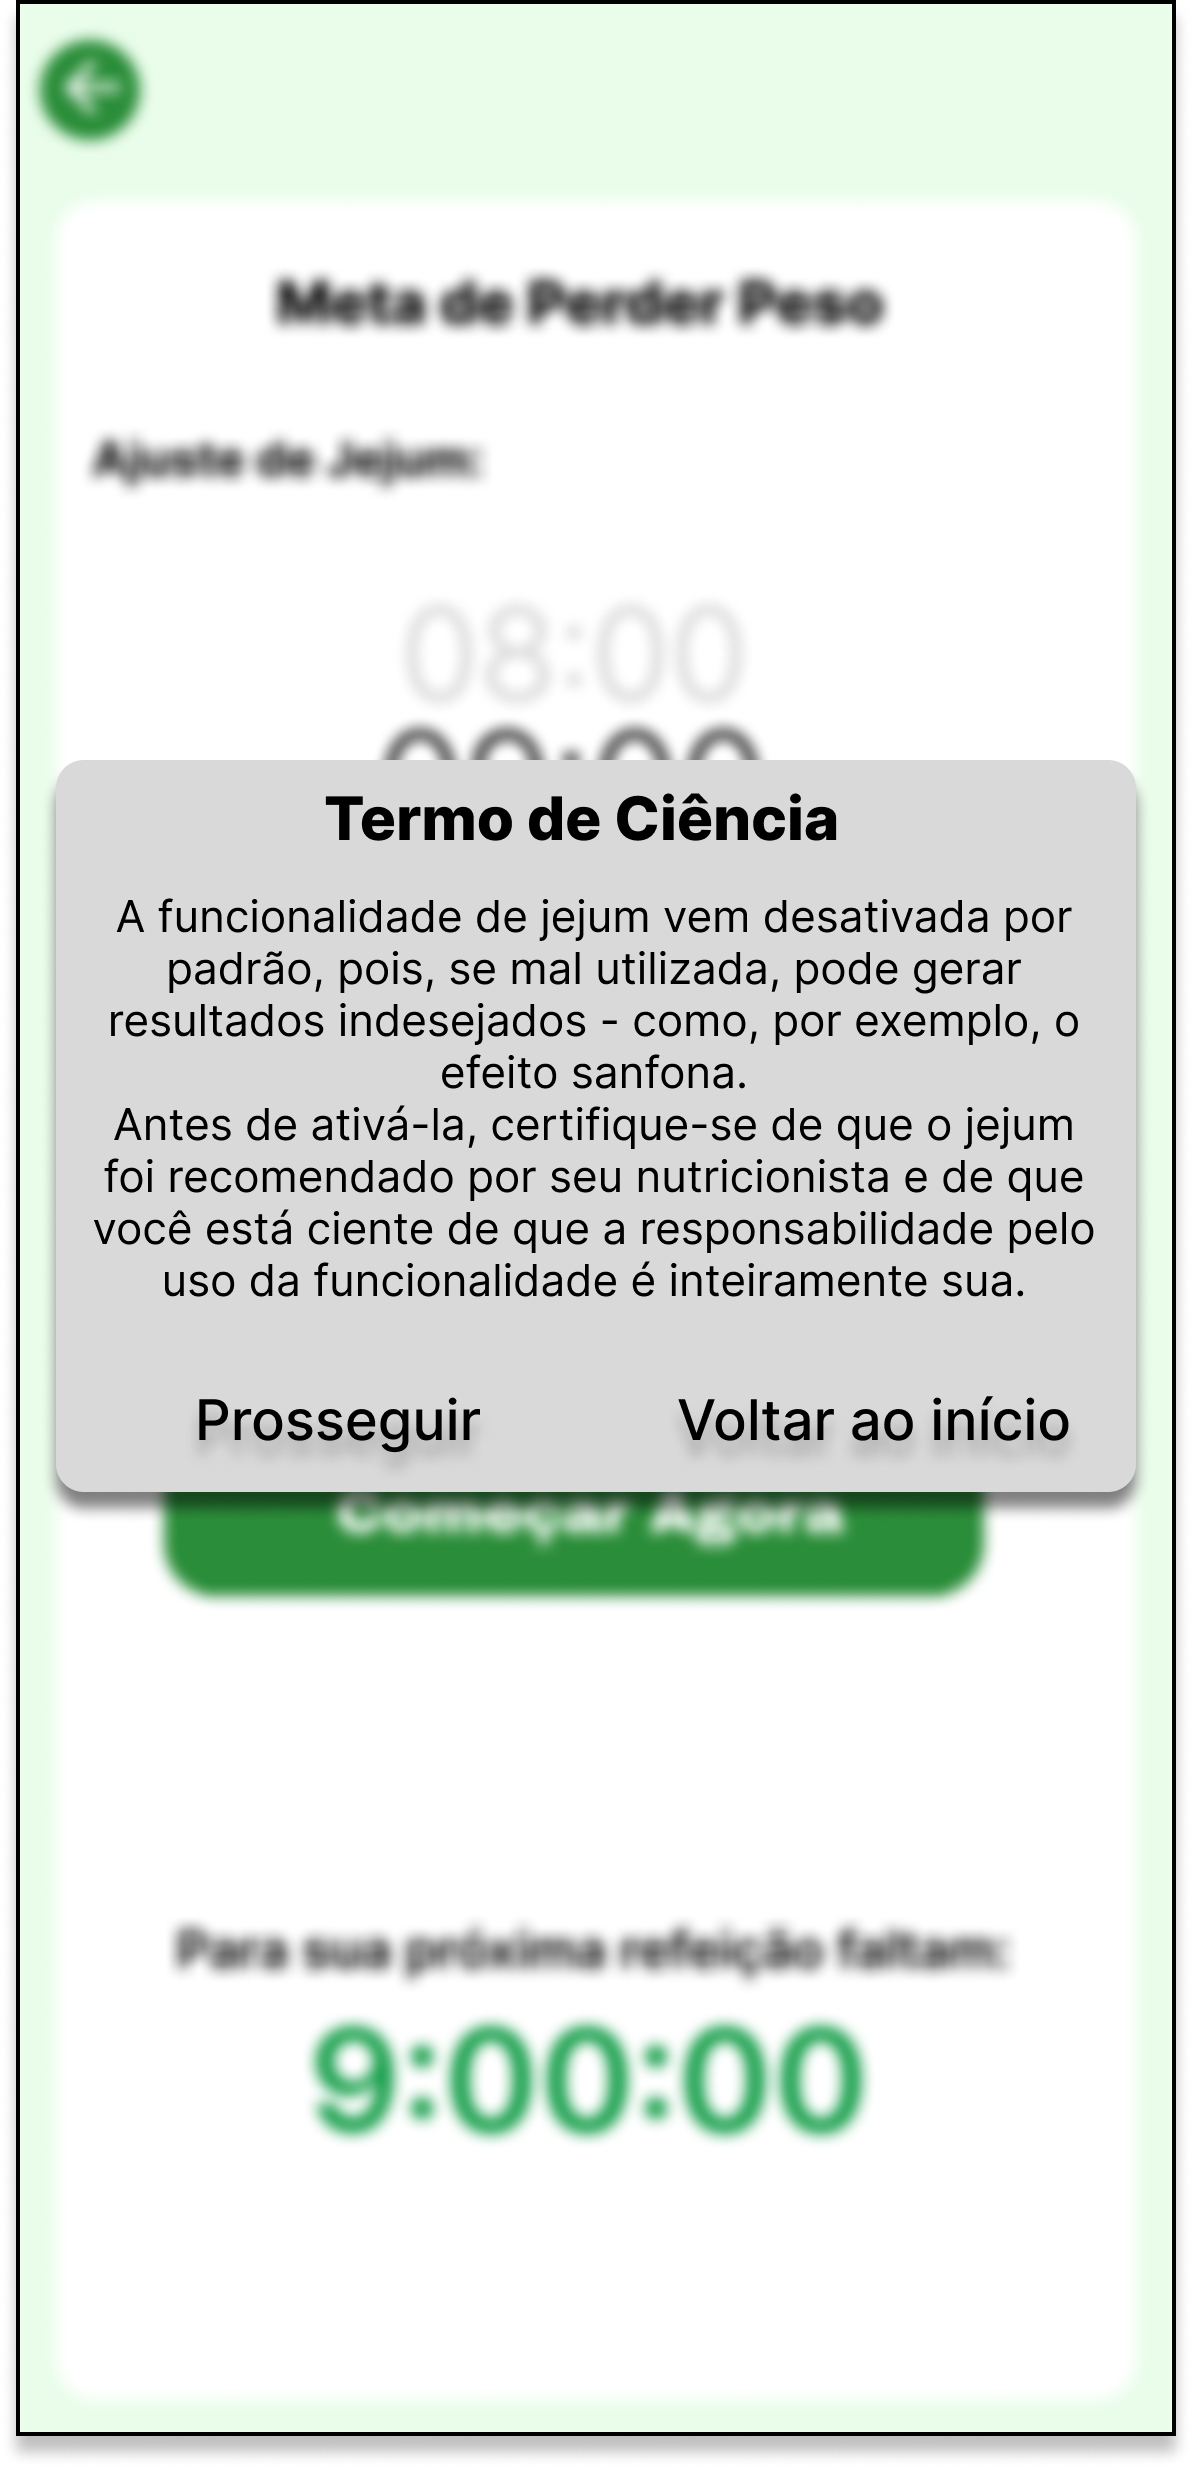 Meta de Perder Peso
Ajuste de Jejum:
08:00
Termo de Ciência
A funcionalidade de jejum vem desativada por
padrão, pois, se mal utilizada, pode gerar
resultados indesejados - como, por exemplo, o
efeito sanfona.
Antes de ativá-la, certifique-se de que o jejum
foi recomendado por seu nutricionista e de que
você está ciente de que a responsabilidade pelo
uso da funcionalidade é inteiramente sua.
Prosseguir Voltar ao início
Começar Agora
Para sua próxima refeição faltam:
9:00:00